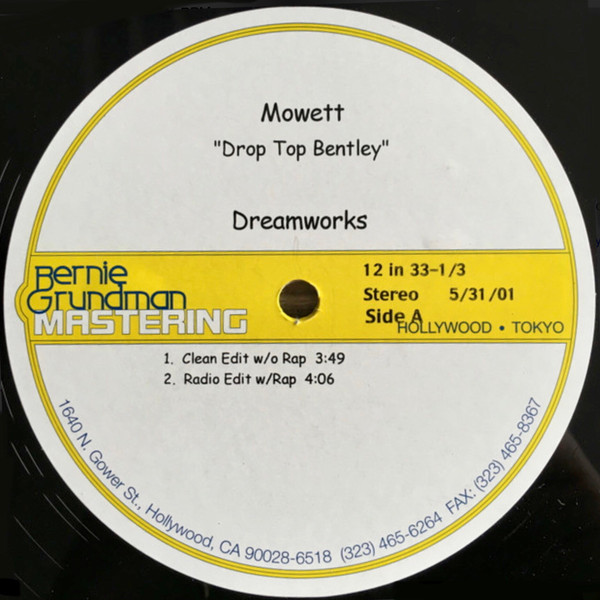 Mowett
"Drop Top Bentley"
Dreamworks
Bernie
Grundman
MASTERING
12 in 33-1/3
Stereo 5/31/01
Side A
HOLLYWOOD • TOKYO
1. Clean Edit w/o Rap 3:49
2. Radio Edit w/Rap 4:06
1640 N. Gower St., Hollywood, CA 90028-6518 (323) 465-6264 FAX: (323) 465-8367